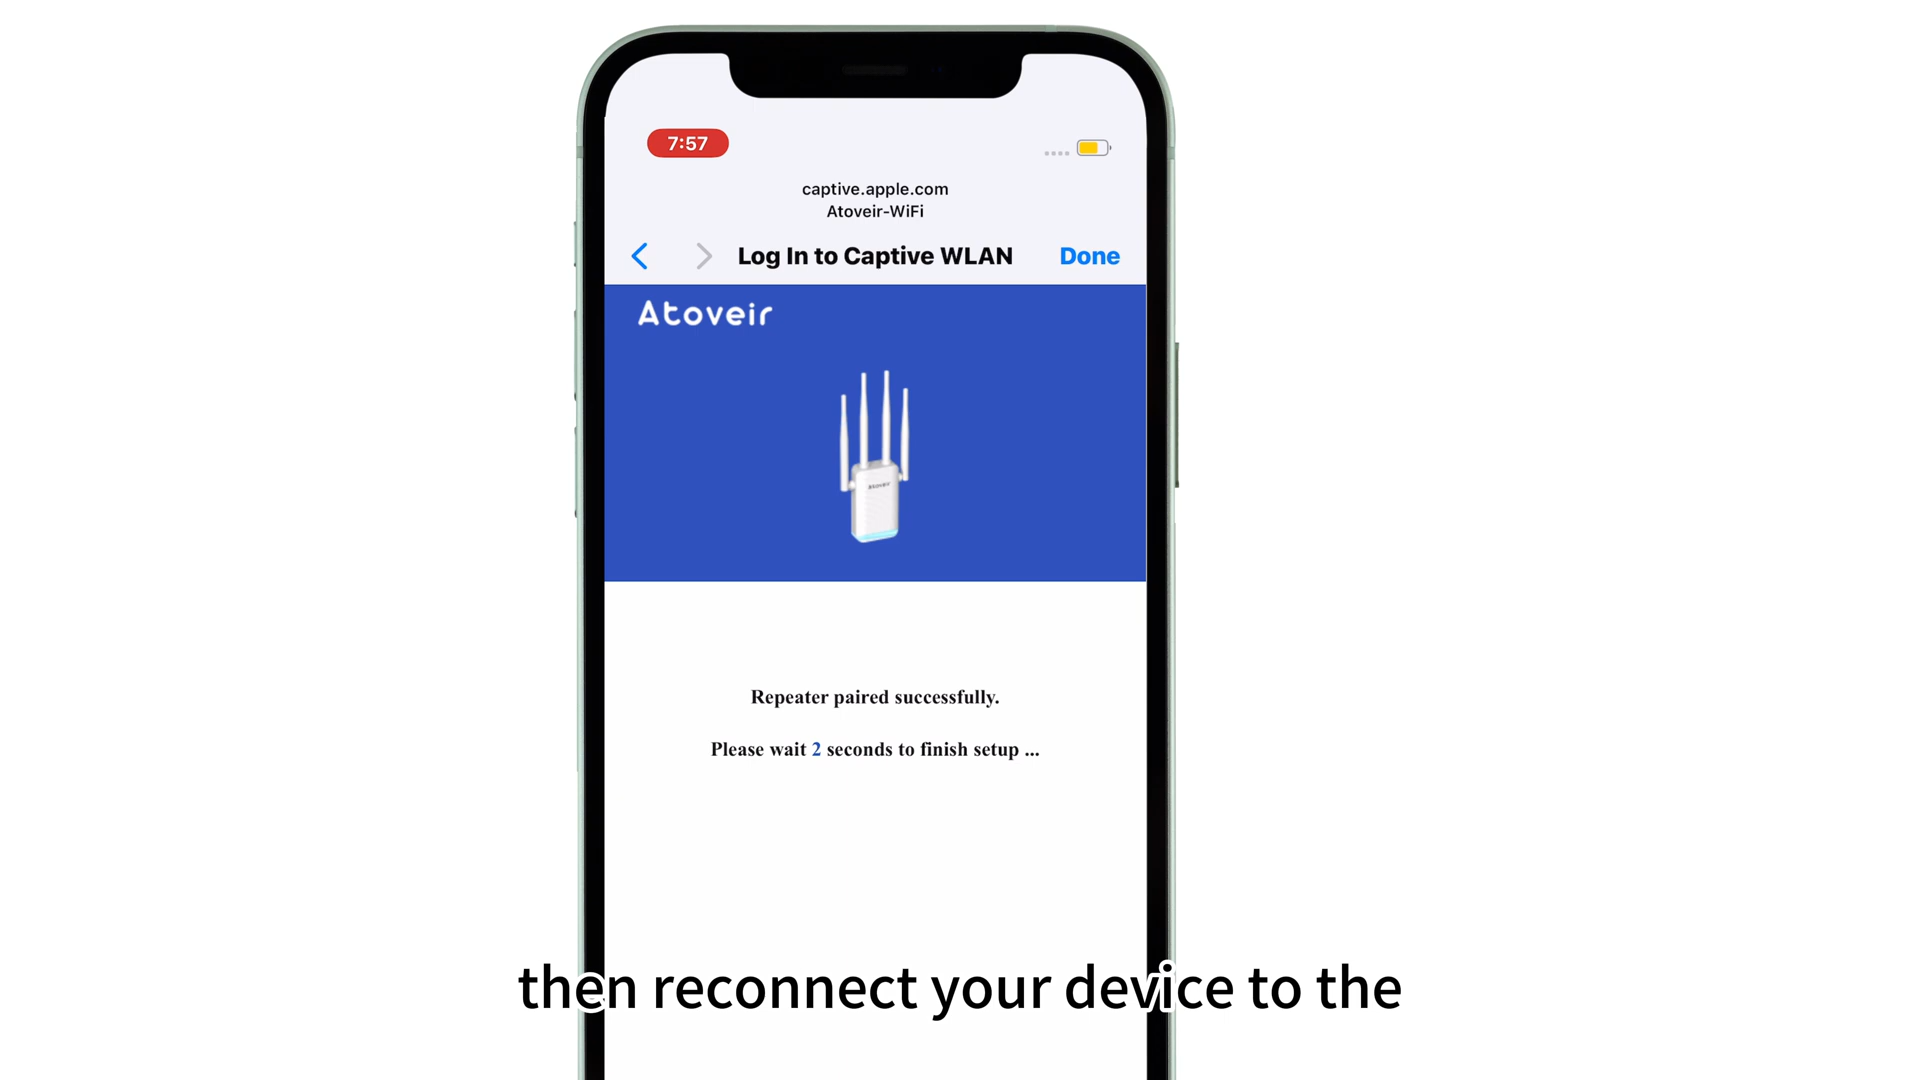 7:57
captive.apple.com
Atoveir-WiFi
Log In to Captive WLAN
Done
Atoveir
Atoveir
Repeater paired successfully.
Please wait 2 seconds to finish setup ...
then reconnect your device to the